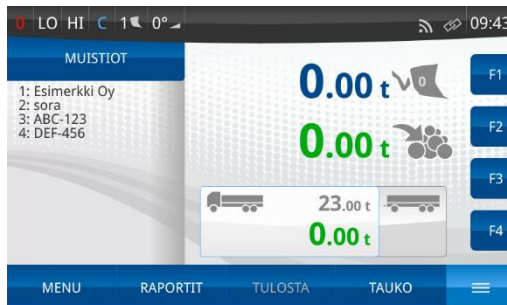 0 LO HI C 1 0° 09:43
MUISTIOT
1: Esimerkki Oy
2: sora
3: ABC-123
4: DEF-456
0.00 t 0
0.00 t
23.00 t
0.00 t
F1
F2
F3
F4
MENU RAPORTIT TULOSTA TAUKO